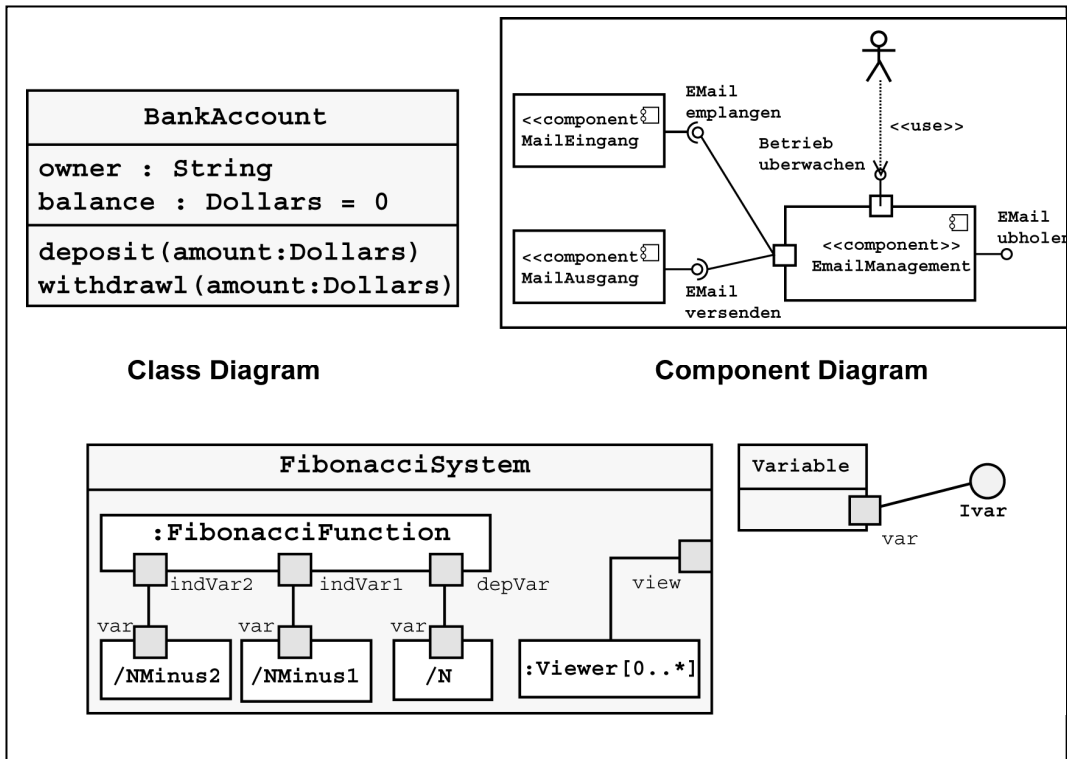 BankAccount
owner : String
balance : Dollars = 0
deposit(amount:Dollars)
withdrawl(amount:Dollars)
Class Diagram
<<component
MailEingang
EMail
emplangen
<<use>>
Betrieb
uberwachen
<<component
MailAusgang
EMail
versenden
<<component>>
EmailManagement
EMail
ubholen
Component Diagram
FibonacciSystem
:FibonacciFunction
indVar2
indVar1
depVar
var
var
var
/NMinus2
/NMinus1
/N
view
:Viewer[0..*]
Variable
var
Ivar